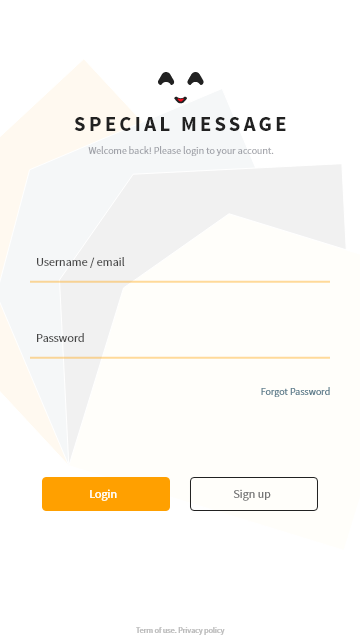 SPECIAL MESSAGE
Welcome back! Please login to your account.
Username / email
Password
Forgot Password
Login
Sign up
Term of use. Privacy policy